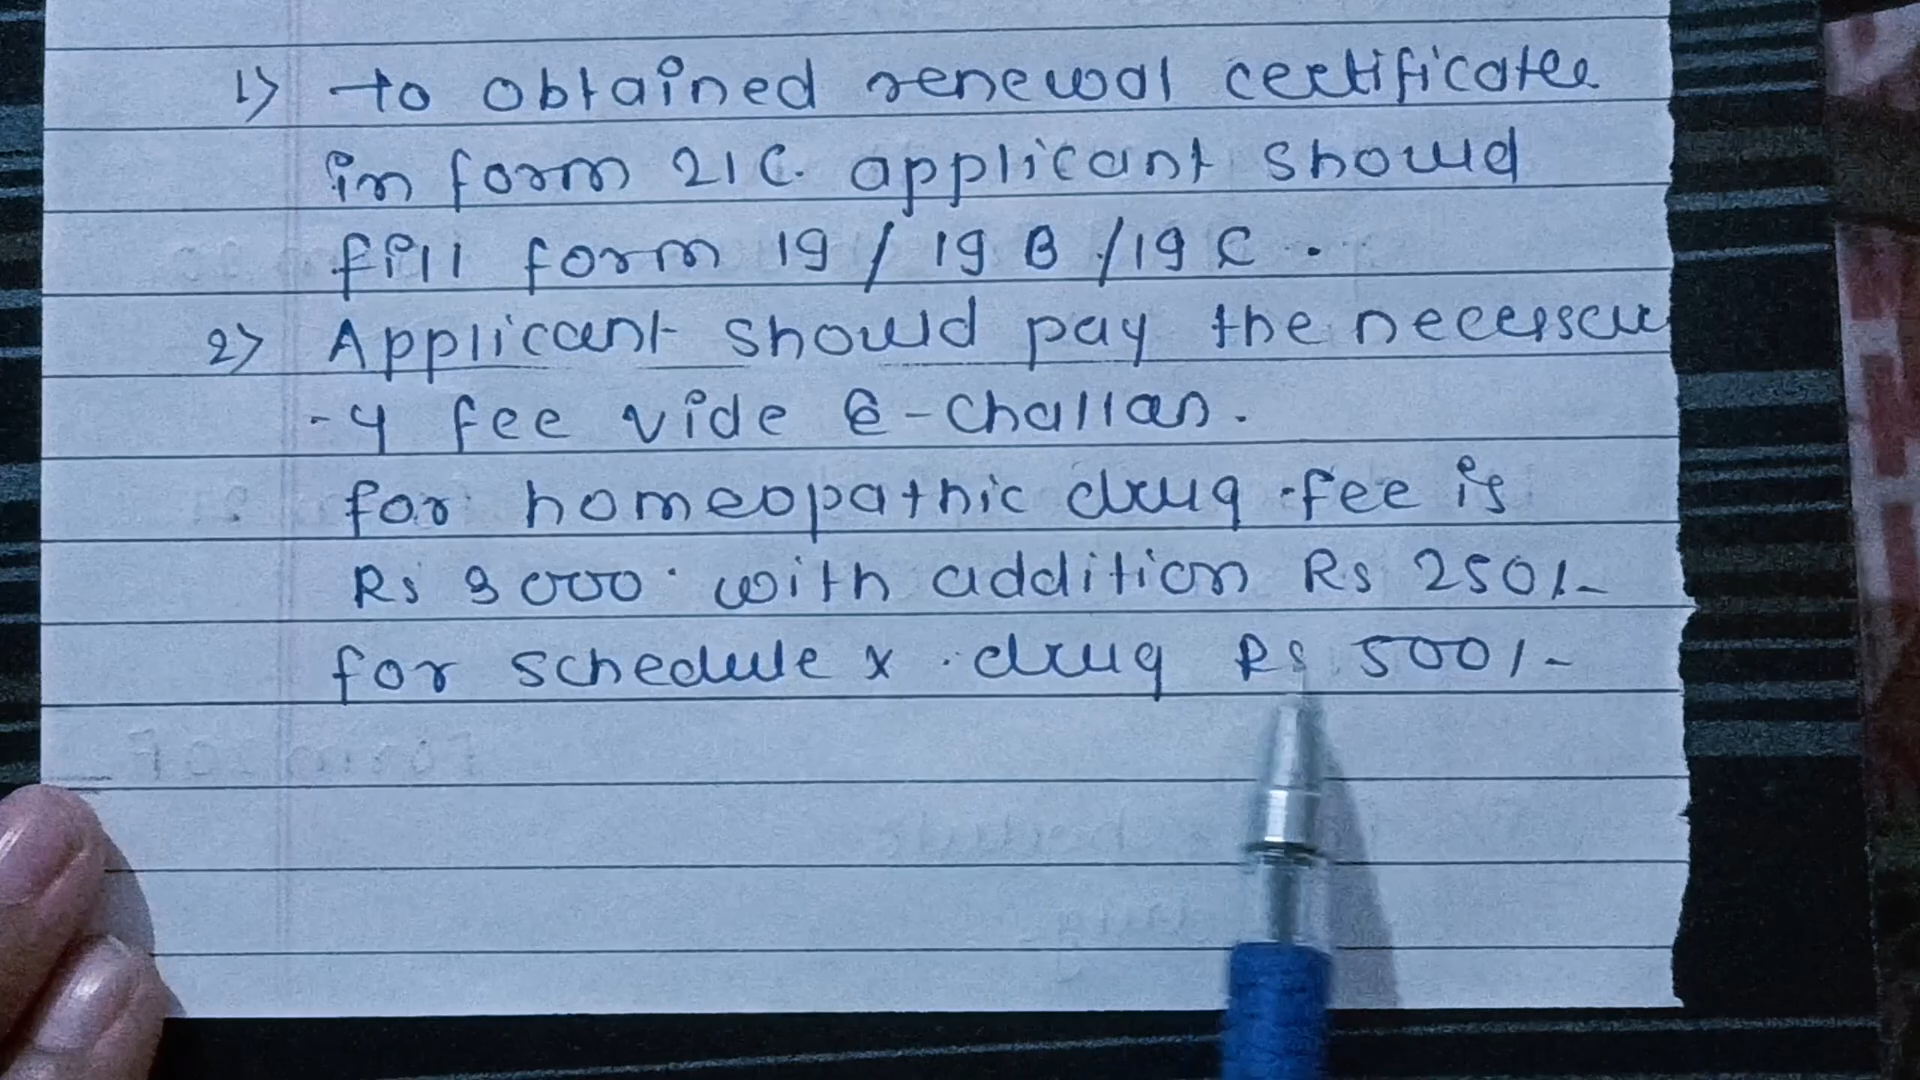 1) to obtained renewal certificate
in form 21C. applicant should
fill form 19 / 19 B /19 C .
2) Applicant should pay the necessar
-y fee vide e-challan.
for homeopathic drug fee is
Rs 3000 with addition Rs 250/-
for schedule x drug Rs 500/-